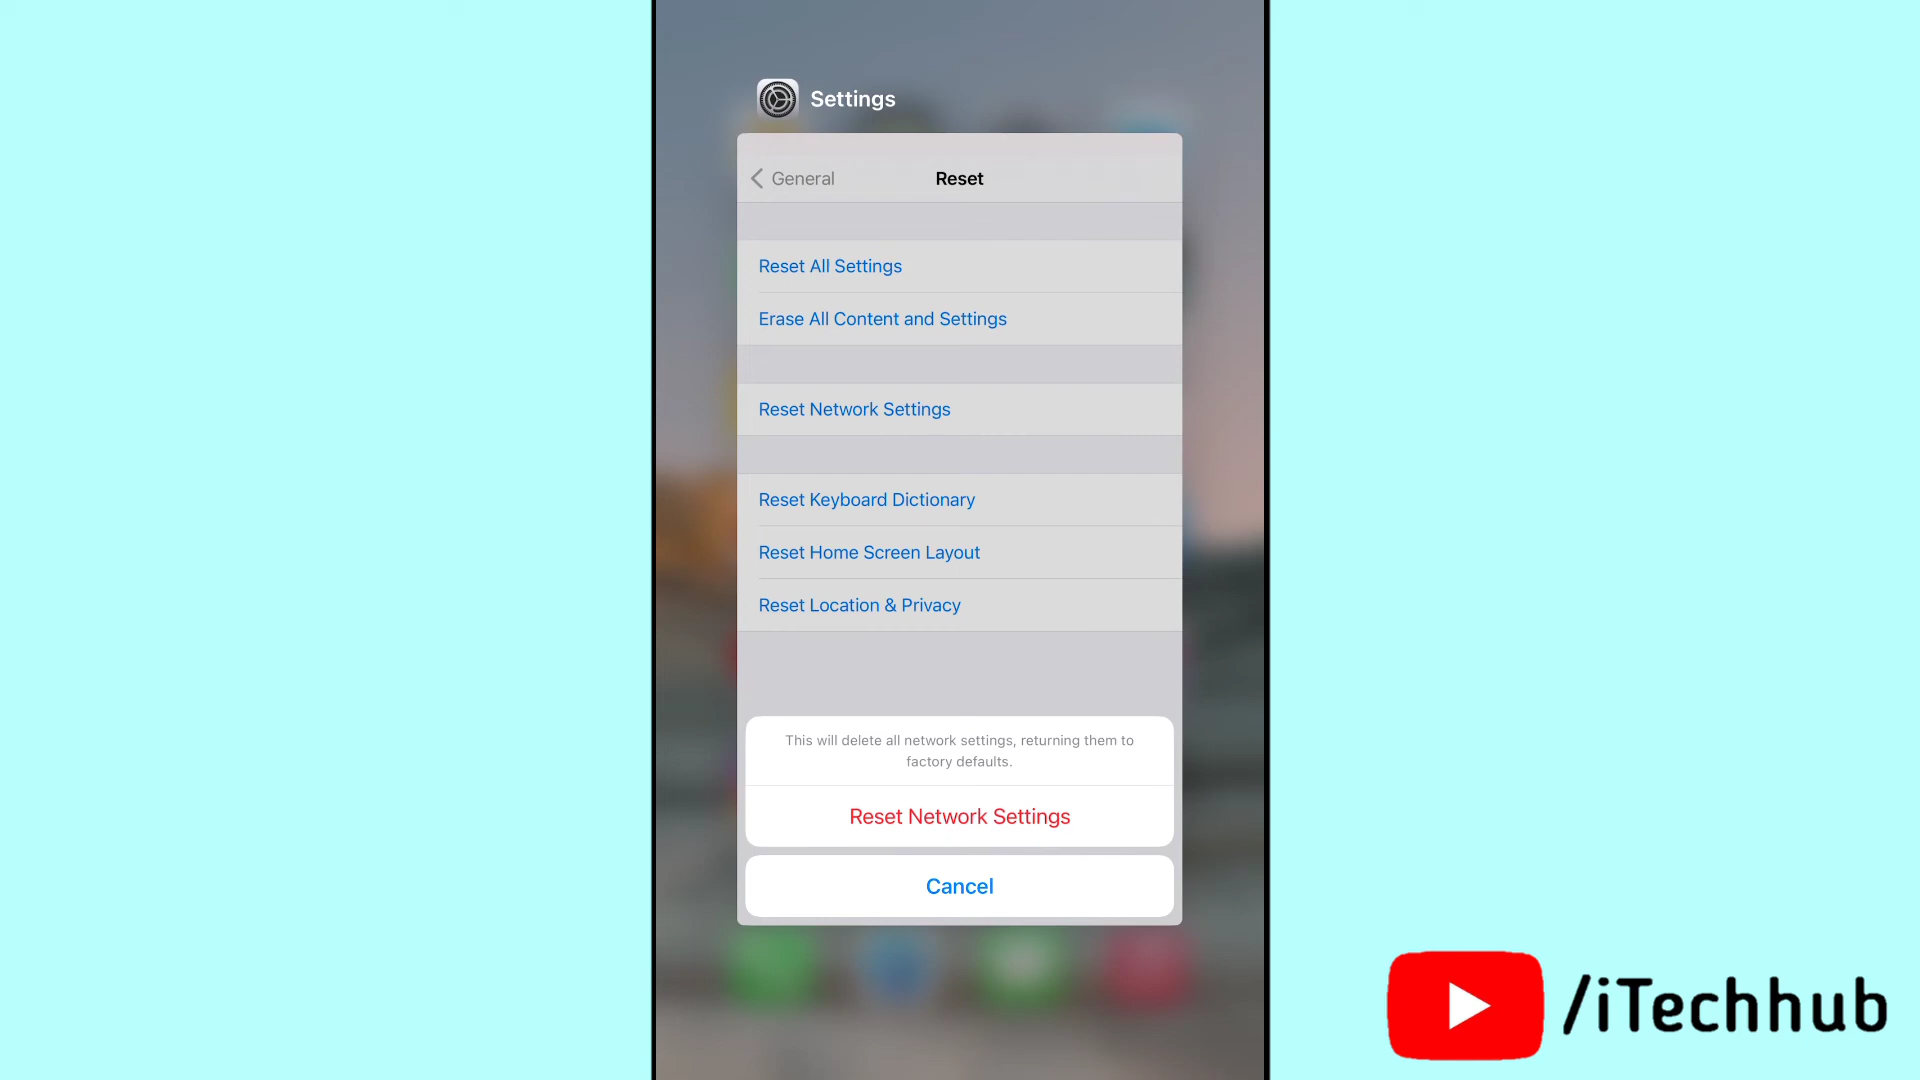 Settings
General
Reset
Reset All Settings
Erase All Content and Settings
Reset Network Settings
Reset Keyboard Dictionary
Reset Home Screen Layout
Reset Location & Privacy
This will delete all network settings, returning them to
factory defaults.
Reset Network Settings
Cancel
/iTechhub